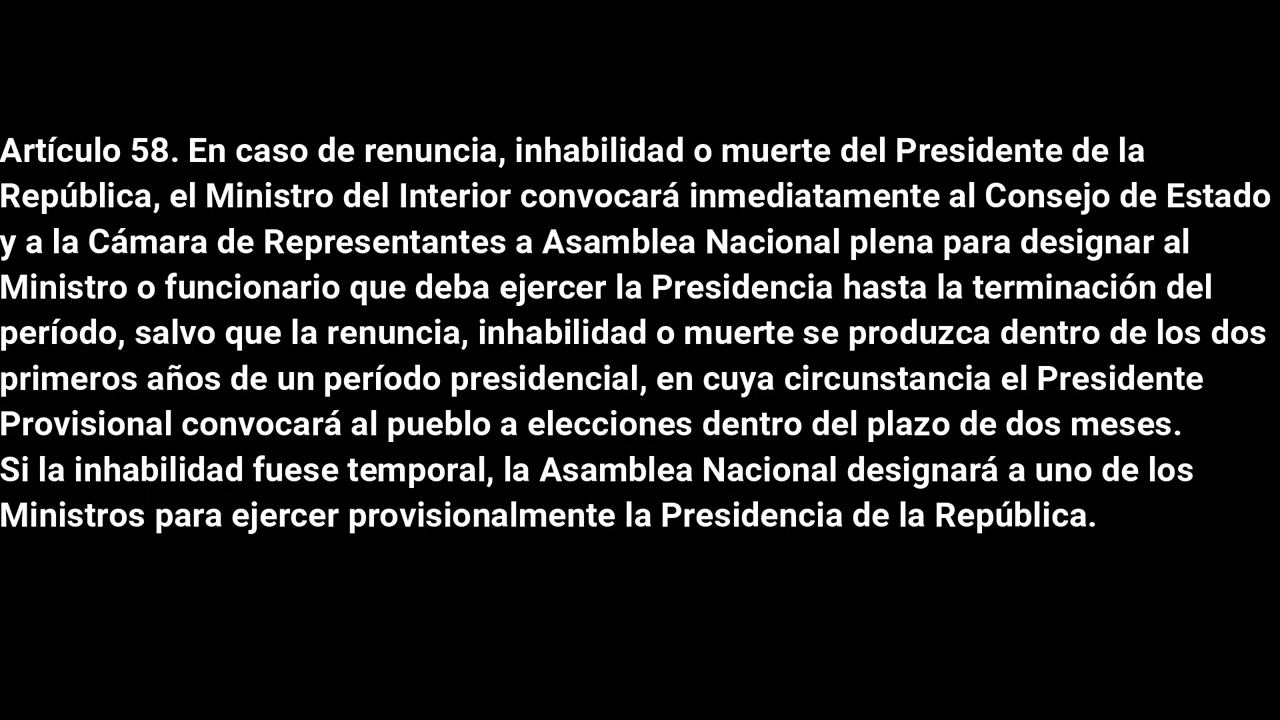 Artículo 58. En caso de renuncia, inhabilidad o muerte del Presidente de la
República, el Ministro del Interior convocará inmediatamente al Consejo de Estado
y a la Cámara de Representantes a Asamblea Nacional plena para designar al
Ministro o funcionario que deba ejercer la Presidencia hasta la terminación del
período, salvo que la renuncia, inhabilidad o muerte se produzca dentro de los dos
primeros años de un período presidencial, en cuya circunstancia el Presidente
Provisional convocará al pueblo a elecciones dentro del plazo de dos meses.
Si la inhabilidad fuese temporal, la Asamblea Nacional designará a uno de los
Ministros para ejercer provisionalmente la Presidencia de la República.